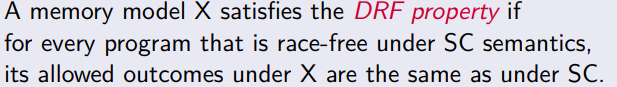 A memory model X satisfies the DRF property if
for every program that is race-free under SC semantics,
its allowed outcomes under X are the same as under SC.